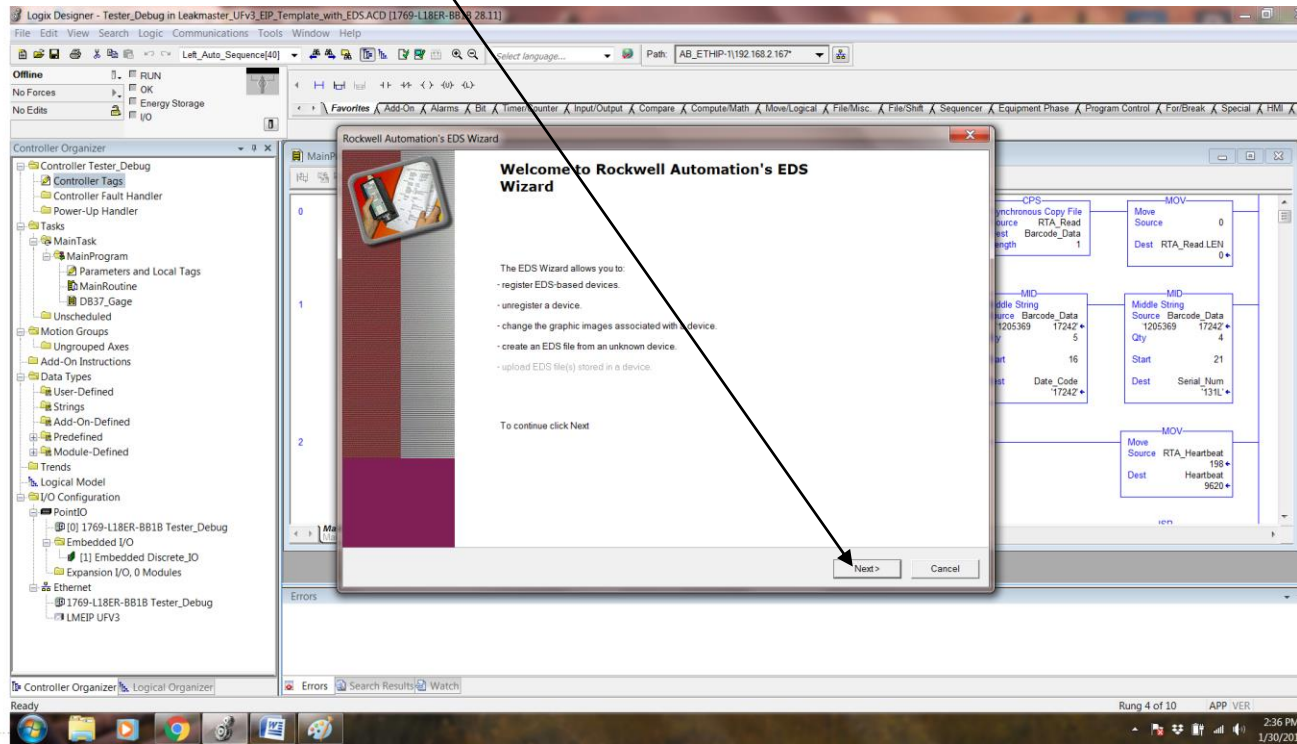 Logix Designer - Tester_Debug in Leakmaster_UFv3_EIP_Template_with_EDS.ACD [1769-L18ER-BB1B 28.11]
File Edit View Search Logic Communications Tools Window Help
Left_Auto_Sequence[40]
Select language...
Path: AB_ETHIP-1\192.168.2.167*
Offline
RUN
No Forces
OK
Energy Storage
No Edits
I/O
Favorites Add-On Alarms Bit Timer/Counter Input/Output Compare Compute/Math Move/Logical File/Misc. File/Shift Sequencer Equipment Phase Program Control For/Break Special HMI
Controller Organizer
Controller Tester_Debug
Controller Tags
Controller Fault Handler
Power-Up Handler
Tasks
MainTask
MainProgram
Parameters and Local Tags
MainRoutine
DB37_Gage
Unscheduled
Motion Groups
Ungrouped Axes
Add-On Instructions
Data Types
User-Defined
Strings
Add-On-Defined
Predefined
Module-Defined
Trends
Logical Model
I/O Configuration
PointIO
[0] 1769-L18ER-BB1B Tester_Debug
Embedded I/O
[1] Embedded Discrete_IO
Expansion I/O, 0 Modules
Ethernet
1769-L18ER-BB1B Tester_Debug
LMEIP UFV3
Controller Organizer Logical Organizer
Rockwell Automation's EDS Wizard
Welcome to Rockwell Automation's EDS
Wizard
The EDS Wizard allows you to:
- register EDS-based devices.
- unregister a device.
- change the graphic images associated with a device.
- create an EDS file from an unknown device.
- upload EDS file(s) stored in a device.
To continue click Next
Next >
Cancel
0
1
2
CPS
ynchronous Copy File
ource RTA_Read
est Barcode_Data
ength 1
MOV
Move
Source 0
Dest RTA_Read.LEN
0
MID
iddle String
ource Barcode_Data
'1205369 17242'
y 5
art 16
est Date_Code
'17242'
MID
Middle String
Source Barcode_Data
'1205369 17242'
Qty 4
Start 21
Dest Serial_Num
'131L'
MOV
Move
Source RTA_Heartbeat
198
Dest Heartbeat
9620
Errors
Errors Search Results Watch
Ready
Rung 4 of 10 APP VER
2:36 PM
1/30/201